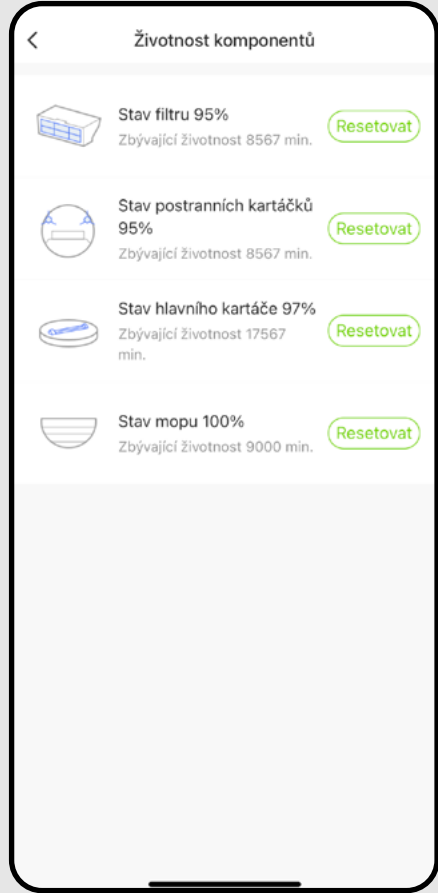 Životnost komponentů
Stav filtru 95%
Zbývající životnost 8567 min.
Resetovat
Stav postranních kartáčků
95%
Zbývající životnost 8567 min.
Resetovat
Stav hlavního kartáče 97%
Zbývající životnost 17567
min.
Resetovat
Stav mopu 100%
Zbývající životnost 9000 min.
Resetovat